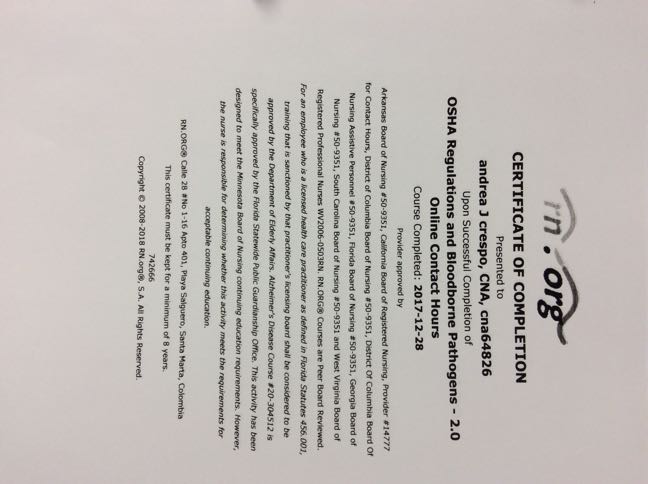 rn.org
CERTIFICATE OF COMPLETION
Presented to
andrea J crespo, CNA, cna64826
Upon Successful Completion of
OSHA Regulations and Bloodborne Pathogens - 2.0
Online Contact Hours
Course Completed: 2017-12-28
Provider approved by
Arkansas Board of Nursing #50-9351, California Board of Registered Nursing, Provider #14777
for Contact Hours, District of Columbia Board of Nursing #50-9351, District Of Columbia Board Of
Nursing Assistive Personnel #50-9351, Florida Board of Nursing #50-9351, Georgia Board of
Nursing #50-9351, South Carolina Board of Nursing #50-9351 and West Virginia Board of
Registered Professional Nurses WV2006-0503RN. RN.ORG® Courses are Peer Board Reviewed.
For an employee who is a licensed health care practitioner as defined in Florida Statutes 456.001,
training that is sanctioned by that practitioner's licensing board shall be considered to be
approved by the Department of Elderly Affairs. Alzheimer's Disease Course #20-304512 is
specifically approved by the Florida Statewide Public Guardianship Office. This activity has been
designed to meet the Minnesota Board of Nursing continuing education requirements. However,
the nurse is responsible for determining whether this activity meets the requirements for
acceptable continuing education.
RN.ORG® Calle 28 #No 1-16 Apto 401, Playa Salguero, Santa Marta, Colombia
This certificate must be kept for a minimum of 8 years.
742666
Copyright © 2008-2018 RN.org®, S.A. All Rights Reserved.